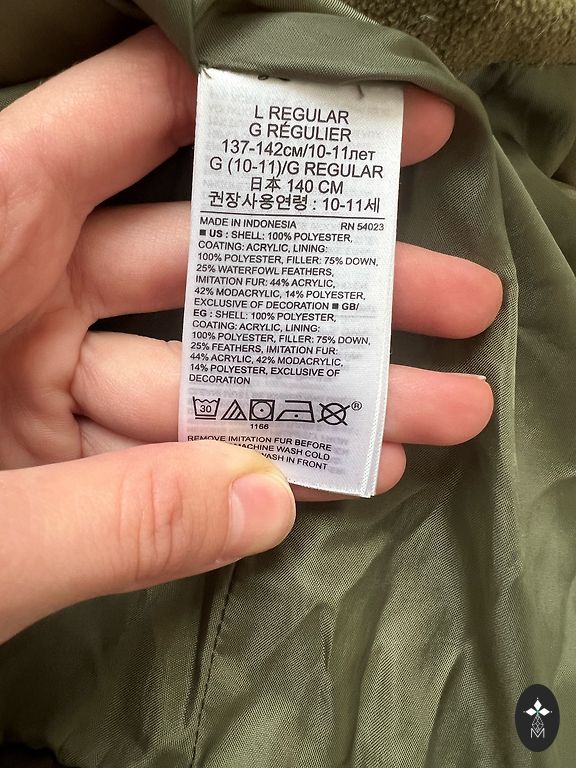 L REGULAR
G RÉGULIER
137-142см/10-11лет
G (10-11)/G REGULAR
日本 140 CM
권장사용연령 : 10-11세
MADE IN INDONESIA RN 54023
■ US : SHELL: 100% POLYESTER,
COATING: ACRYLIC, LINING:
100% POLYESTER, FILLER: 75% DOWN,
25% WATERFOWL FEATHERS,
IMITATION FUR: 44% ACRYLIC,
42% MODACRYLIC, 14% POLYESTER,
EXCLUSIVE OF DECORATION ■ GB/
EG : SHELL: 100% POLYESTER,
COATING: ACRYLIC, LINING:
100% POLYESTER, FILLER: 75% DOWN,
25% FEATHERS, IMITATION FUR:
44% ACRYLIC, 42% MODACRYLIC,
14% POLYESTER, EXCLUSIVE OF
DECORATION
30 ®
1166
REMOVE IMITATION FUR BEFORE
MACHINE WASH COLD
WASH IN FRONT
M